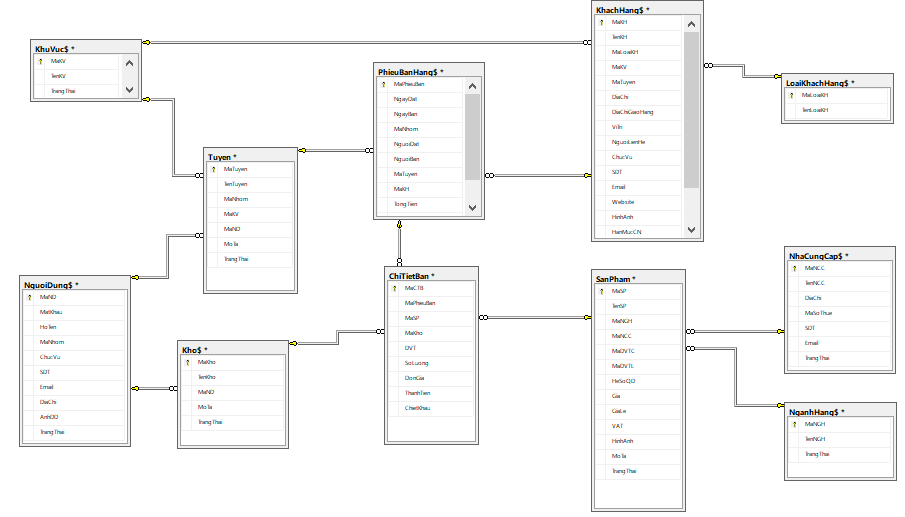 KhuVuc$ *
MaKV
TenKV
TrangThai
Tuyen *
MaTuyen
TenTuyen
MaNhom
MaKV
MaND
MoTa
TrangThai
NguoiDung$ *
MaND
MatKhau
HoTen
MaNhom
ChucVu
SDT
Email
DiaChi
AnhDD
TrangThai
Kho$ *
MaKho
TenKho
MaND
MoTa
TrangThai
PhieuBanHang$ *
MaPhieuBan
NgayDat
NgayBan
MaNhom
NguoiDat
NguoiBan
MaTuyen
MaKH
TongTien
ChiTietBan *
MaCTB
MaPhieuBan
MaSP
MaKho
DVT
SoLuong
DonGia
ThanhTien
ChietKhau
KhachHang$ *
MaKH
TenKH
MaLoaiKH
MaKV
MaTuyen
DiaChi
DiaChiGiaoHang
ViTri
NguoiLienHe
ChucVu
SDT
Email
Website
HinhAnh
HanMucCN
SanPham *
MaSP
TenSP
MaNGH
MaNCC
MaDVTC
MaDVTL
HeSoQD
Gia
GiaLe
VAT
HinhAnh
MoTa
TrangThai
LoaiKhachHang$ *
MaLoaiKH
TenLoaiKH
NhaCungCap$ *
MaNCC
TenNCC
DiaChi
MaSoThue
SDT
Email
TrangThai
NganhHang$ *
MaNGH
TenNGH
TrangThai